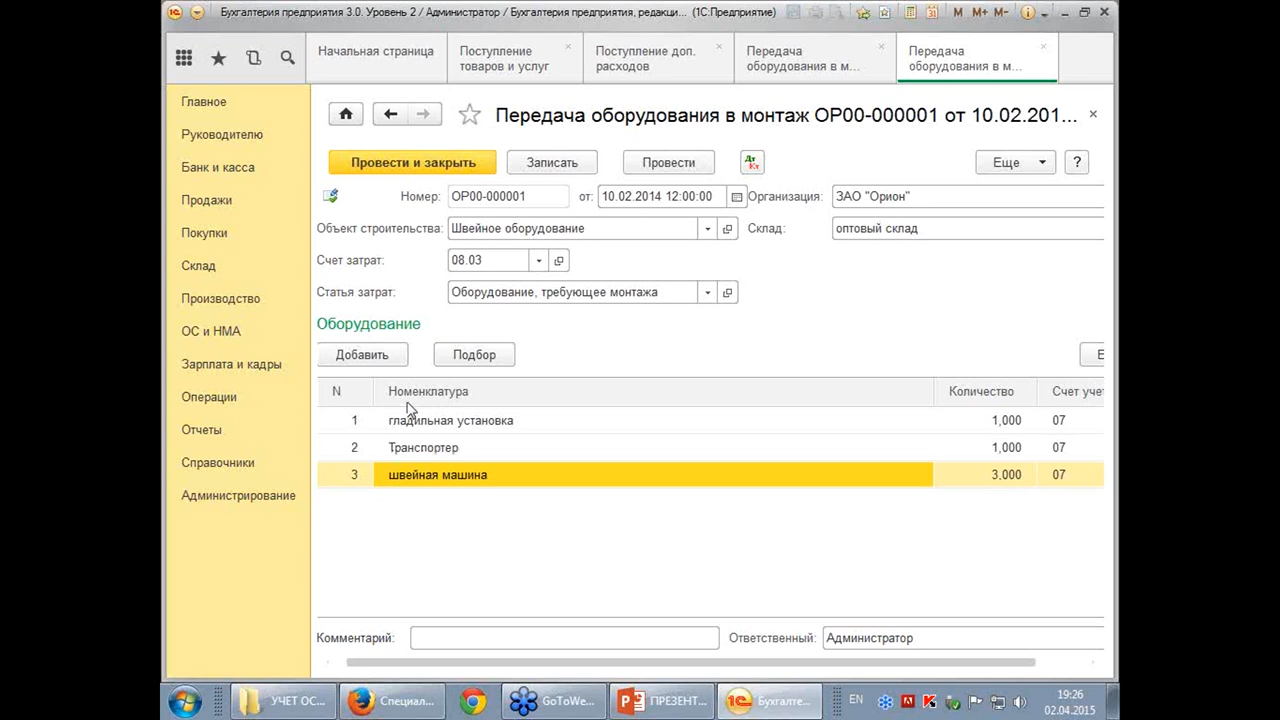 Бухгалтерия предприятия 3.0. Уровень 2 / Администратор / Бухгалтерия предприятия, редакци... (1С:Предприятие)
M M+ M-
Начальная страница
Поступление товаров и услуг
Поступление доп. расходов
Передача оборудования в м...
Передача оборудования в м...
Главное
Руководителю
Банк и касса
Продажи
Покупки
Склад
Производство
ОС и НМА
Зарплата и кадры
Операции
Отчеты
Справочники
Администрирование
Передача оборудования в монтаж ОР00-000001 от 10.02.201...
Провести и закрыть
Записать
Провести
Дт Кт
Еще
?
Номер: ОР00-000001 от: 10.02.2014 12:00:00 Организация: ЗАО "Орион"
Объект строительства: Швейное оборудование Склад: оптовый склад
Счет затрат: 08.03
Статья затрат: Оборудование, требующее монтажа
Оборудование
Добавить
Подбор
N Номенклатура Количество Счет учет
1 гладильная установка 1,000 07
2 Транспортер 1,000 07
3 швейная машина 3,000 07
Комментарий: Ответственный: Администратор
УЧЕТ ОС...
Специал...
GoToWe...
ПРЕЗЕНТ...
Бухгалте...
EN
19:26
02.04.2015